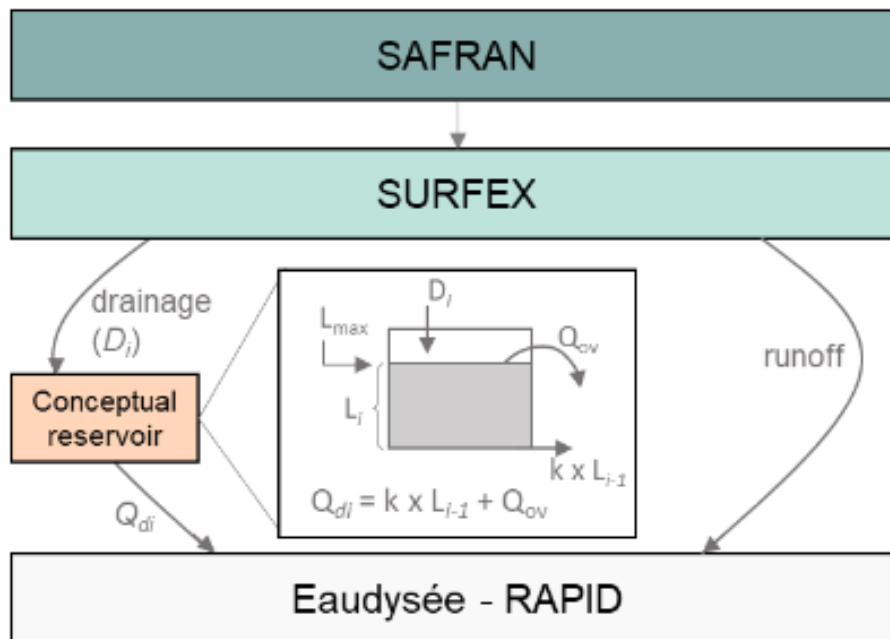 SAFRAN
SURFEX
drainage
(Di)
Conceptual
reservoir
Qdi
Lmax
DI
Qov
Li
k x Li-1
Qdi = k x Li-1 + Qov
runoff
Eaudysée - RAPID